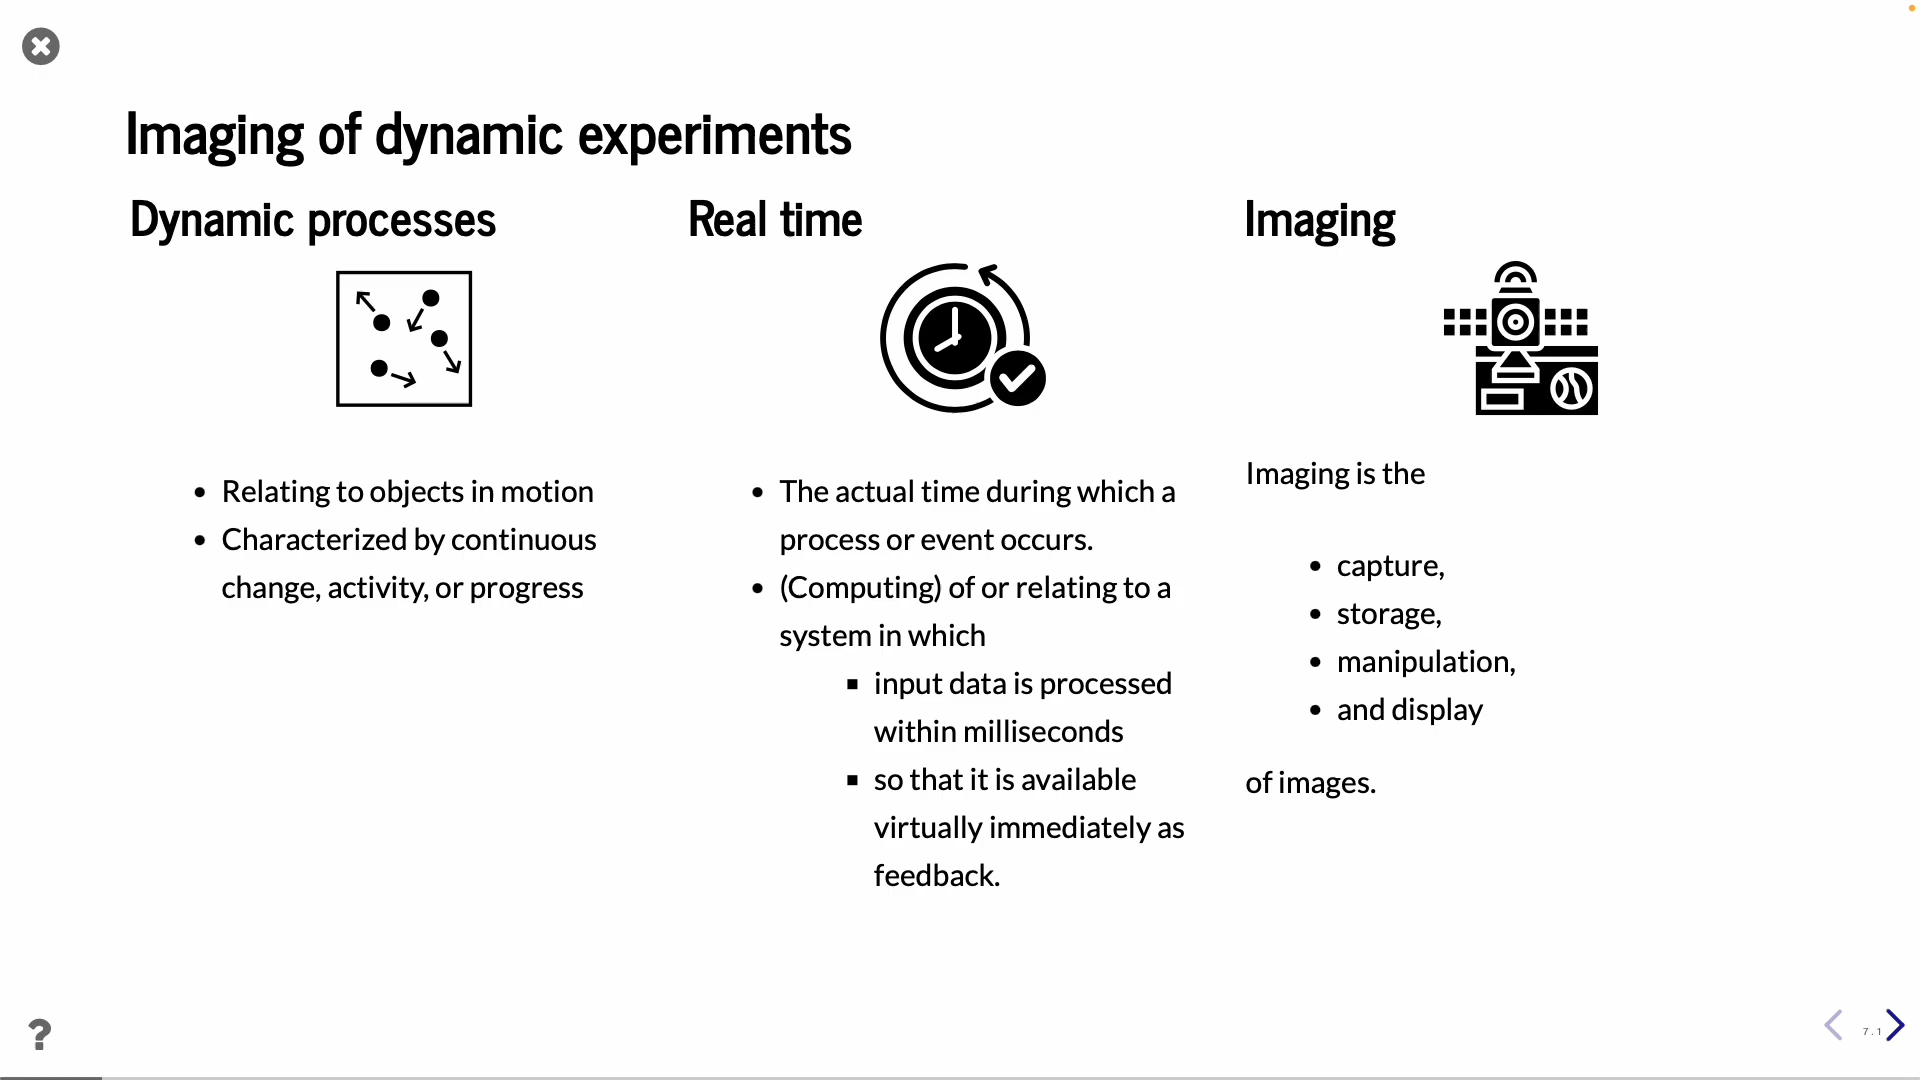 Imaging of dynamic experiments
Dynamic processes
• Relating to objects in motion
• Characterized by continuous
change, activity, or progress
Real time
• The actual time during which a
process or event occurs.
• (Computing) of or relating to a
system in which
▪ input data is processed
within milliseconds
▪ so that it is available
virtually immediately as
feedback.
Imaging
Imaging is the
• capture,
• storage,
• manipulation,
• and display
of images.
?
7.1